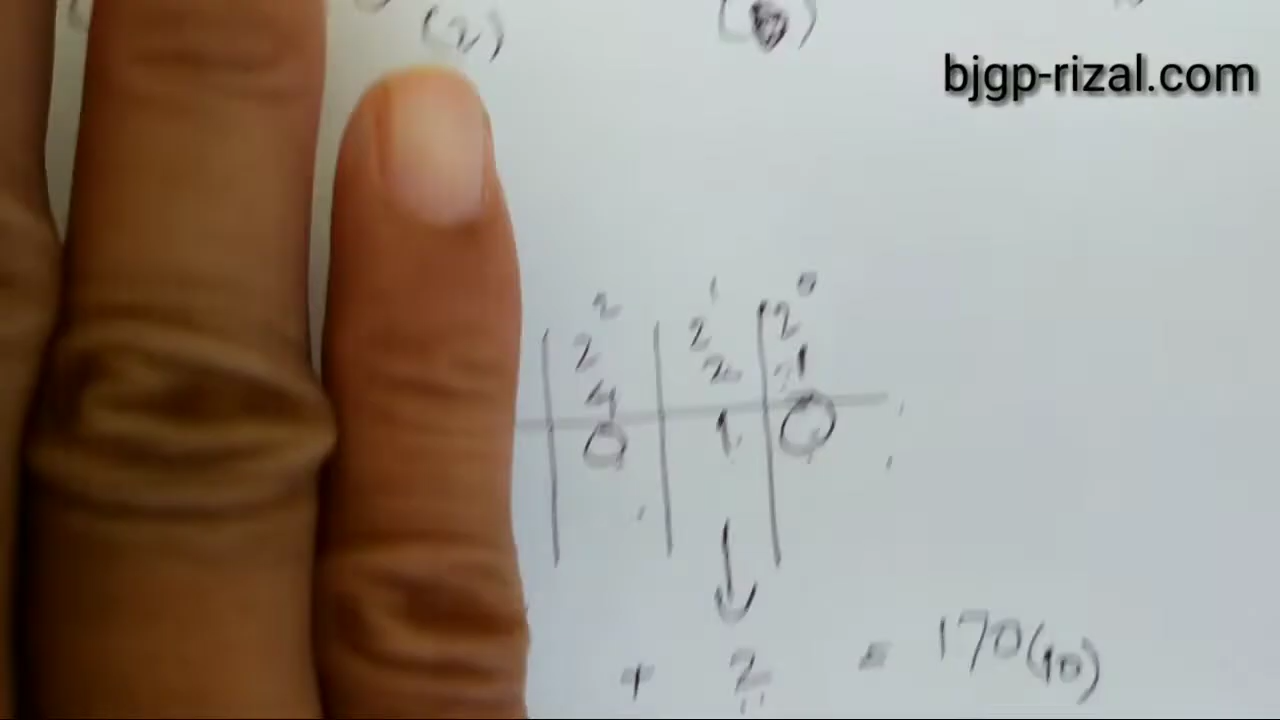 (2)
bjgp-rizal.com
2² 2¹ 2⁰
4 2 1
0 1 0
+ 2 = 170(10)